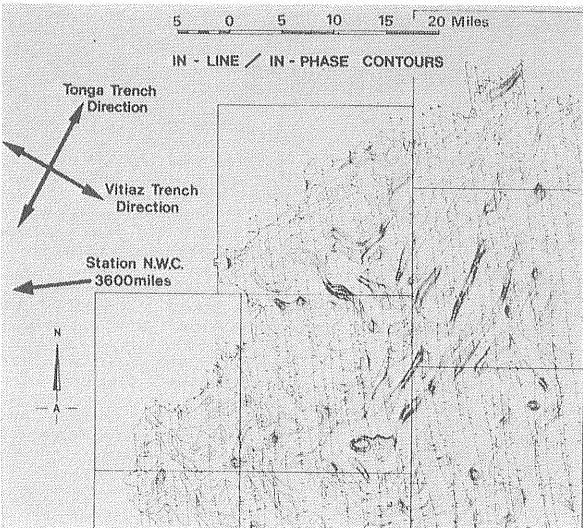 5 0 5 10 15 20 Miles
IN - LINE / IN-PHASE CONTOURS
Tonga Trench
Direction
Vitiaz Trench
Direction
Station N.W.C.
3600miles
N
A